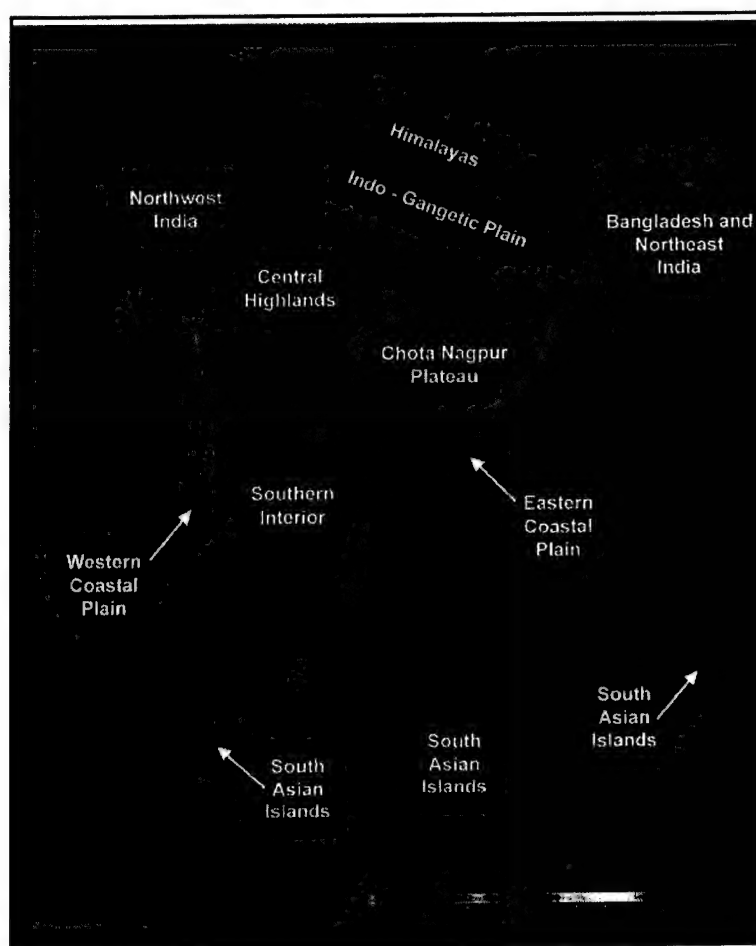 Himalayas
Indo - Gangetic Plain
Northwest
India
Bangladesh and
Northeast
India
Central
Highlands
Chota Nagpur
Plateau
Southern
Interior
Eastern
Coastal
Plain
Western
Coastal
Plain
South
Asian
Islands
South
Asian
Islands
South
Asian
Islands